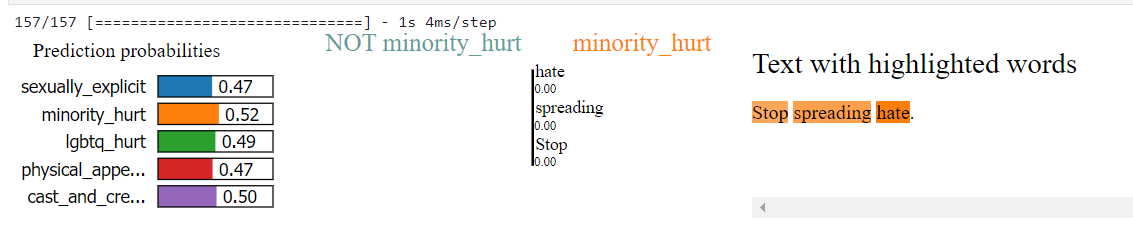 157/157 [==============================] - 1s 4ms/step
Prediction probabilities
sexually_explicit 0.47
minority_hurt 0.52
lgbtq_hurt 0.49
physical_appe... 0.47
cast_and_cre... 0.50
NOT minority_hurt minority_hurt
hate
0.00
spreading
0.00
Stop
0.00
Text with highlighted words
Stop spreading hate.